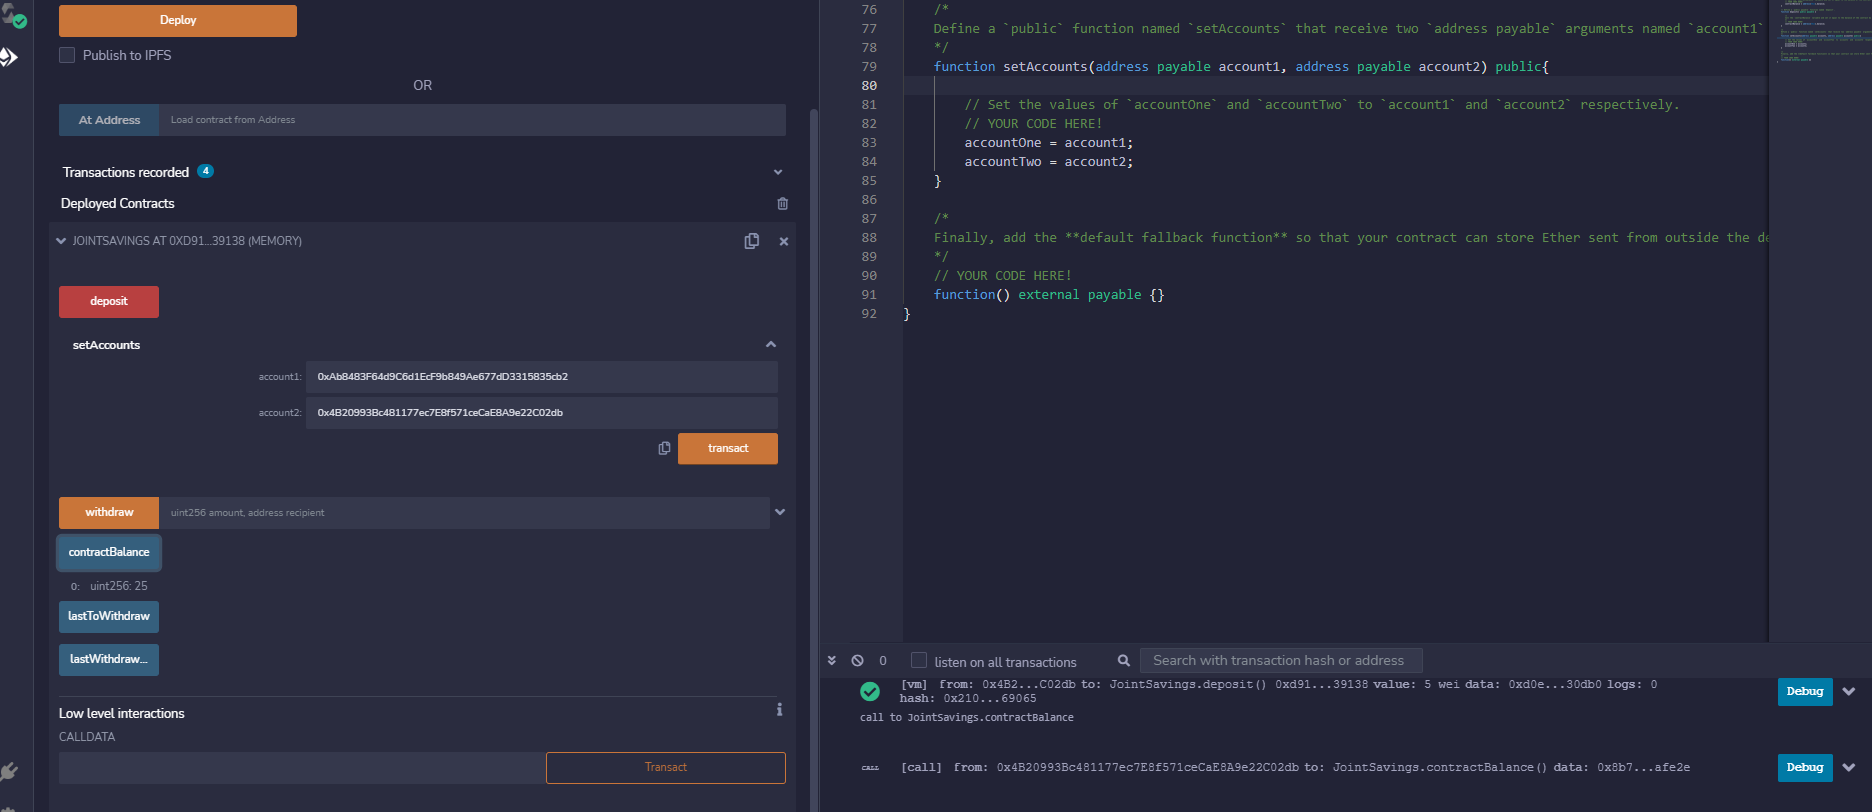 Deploy
Publish to IPFS
OR
At Address
Load contract from Address
Transactions recorded 4
Deployed Contracts
JOINTSAVINGS AT 0XD91...39138 (MEMORY)
deposit
setAccounts
account1: 0xAb8483F64d9C6d1EcF9b849Ae677dD3315835cb2
account2: 0x4B20993Bc481177ec7E8f571ceCaE8A9e22C02db
transact
withdraw
uint256 amount, address recipient
contractBalance
0: uint256: 25
lastToWithdraw
lastWithdraw...
Low level interactions
i
CALLDATA
Transact
76 /*
77 Define a `public` function named `setAccounts` that receive two `address payable` arguments named `account1`
78 */
79 function setAccounts(address payable account1, address payable account2) public{
80
81 // Set the values of `accountOne` and `accountTwo` to `account1` and `account2` respectively.
82 // YOUR CODE HERE!
83 accountOne = account1;
84 accountTwo = account2;
85 }
86
87 /*
88 Finally, add the **default fallback function** so that your contract can store Ether sent from outside the de
89 */
90 // YOUR CODE HERE!
91 function() external payable {}
92 }
0
listen on all transactions
Search with transaction hash or address
[vm] from: 0x4B2...C02db to: JointSavings.deposit() 0xd91...39138 value: 5 wei data: 0xd0e...30db0 logs: 0
hash: 0x210...69065
Debug
call to JointSavings.contractBalance
CALL [call] from: 0x4B20993Bc481177ec7E8f571ceCaE8A9e22C02db to: JointSavings.contractBalance() data: 0x8b7...afe2e
Debug